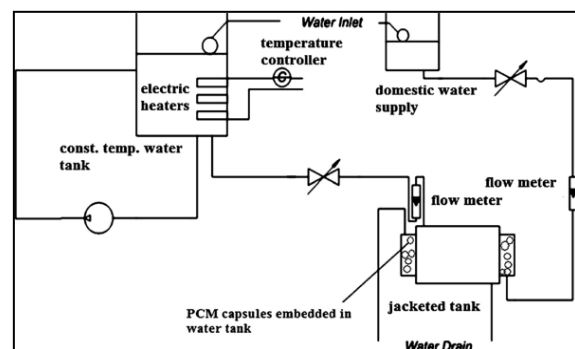 Water Inlet
temperature
controller
electric
heaters
domestic water
supply
const. temp. water
tank
flow meter
flow meter
PCM capsules embedded in
water tank
jacketed tank
Water Drain